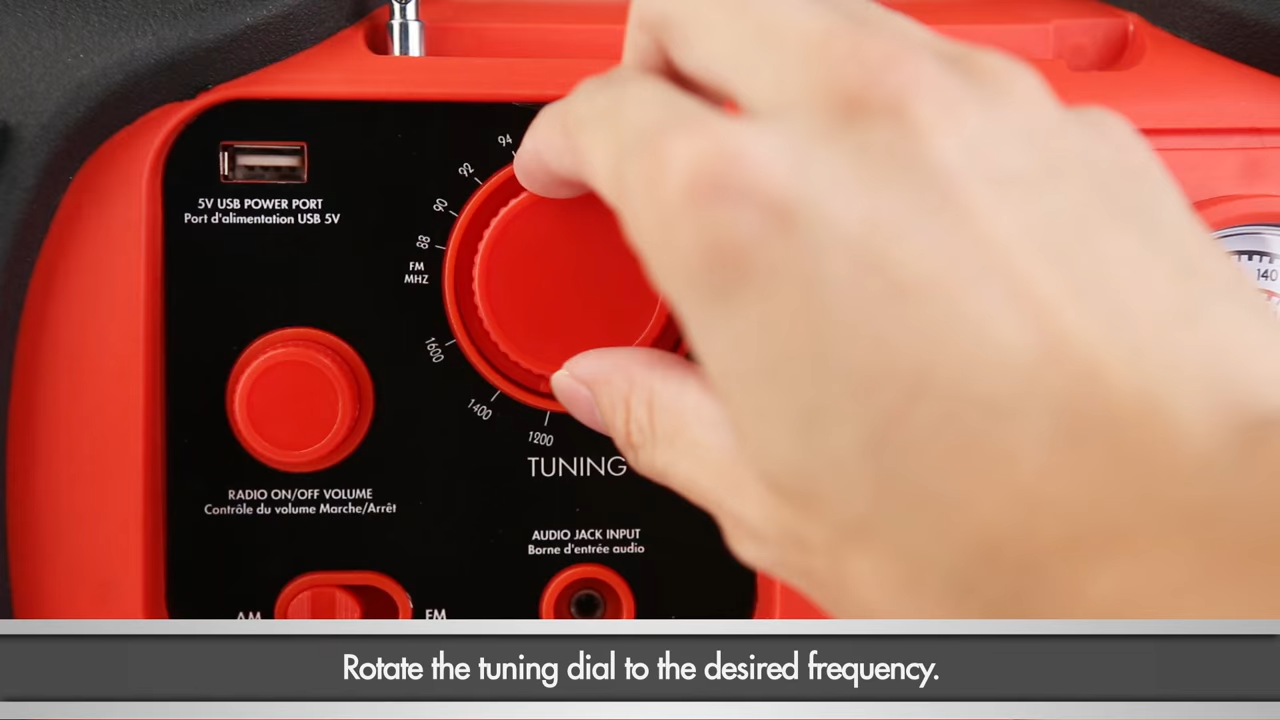 94
92
90
88
FM
MHZ
1600
1400
1200
TUNING
5V USB POWER PORT
Port d'alimentation USB 5V
140
RADIO ON/OFF VOLUME
Contrôle du volume Marche/Arrêt
AUDIO JACK INPUT
Borne d'entrée audio
AM
FM
Rotate the tuning dial to the desired frequency.